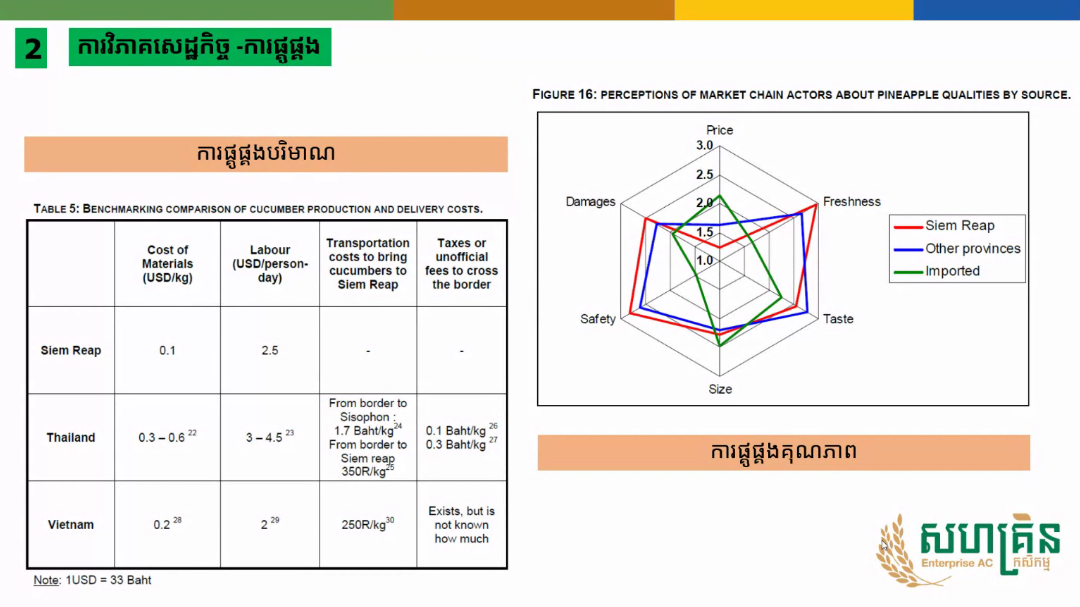 2
ការវិភាគសេដ្ឋកិច្ច -ការផ្គូផ្គង
ការផ្គូផ្គងបរិមាណ
TABLE 5: BENCHMARKING COMPARISON OF CUCUMBER PRODUCTION AND DELIVERY COSTS.
Cost of
Materials
(USD/kg)
Labour
(USD/person-
day)
Transportation
costs to bring
cucumbers to
Siem Reap
Taxes or
unofficial
fees to cross
the border
Siem Reap
0.1
2.5
-
-
Thailand
0.3 – 0.6 22
3 – 4.5 23
From border to
Sisophon :
1.7 Baht/kg24
From border to
Siem reap
350R/kg25
0.1 Baht/kg 26
0.3 Baht/kg 27
Vietnam
0.2 28
2 29
250R/kg30
Exists, but is
not known
how much
Note: 1USD = 33 Baht
FIGURE 16: PERCEPTIONS OF MARKET CHAIN ACTORS ABOUT PINEAPPLE QUALITIES BY SOURCE.
Price
3.0
2.5
2.0
1.5
1.0
Damages
Freshness
Safety
Taste
Size
Siem Reap
Other provinces
Imported
ការផ្គូផ្គងគុណភាព
សហគ្រិន
Enterprise AC កសិកម្ម